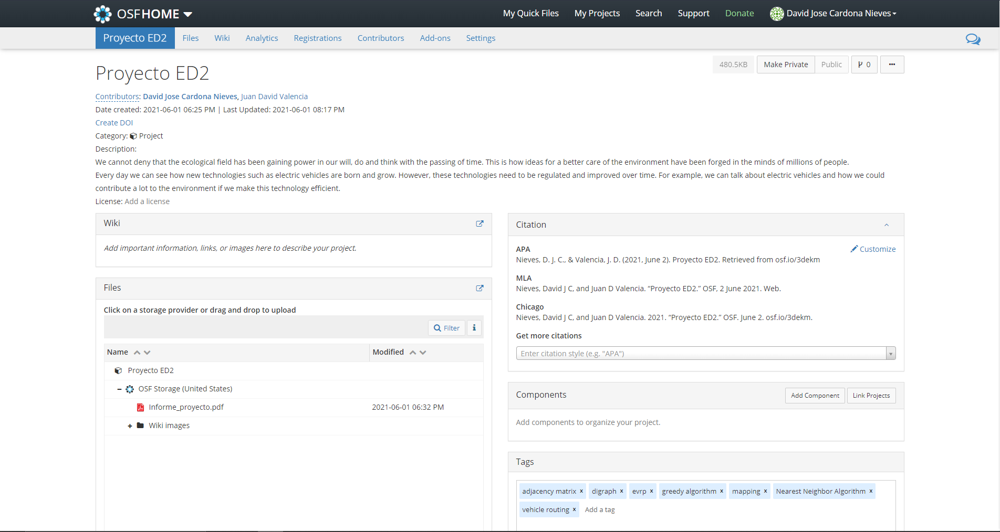 OSFHOME
My Quick Files
My Projects
Search
Support
Donate
David Jose Cardona Nieves
Proyecto ED2
Files
Wiki
Analytics
Registrations
Contributors
Add-ons
Settings
Proyecto ED2
480.5KB
Make Private
Public
0
Contributors: David Jose Cardona Nieves, Juan David Valencia
Date created: 2021-06-01 06:25 PM | Last Updated: 2021-06-01 08:17 PM
Create DOI
Category: Project
Description:
We cannot deny that the ecological field has been gaining power in our will, do and think with the passing of time. This is how ideas for a better care of the environment have been forged in the minds of millions of people.
Every day we can see how new technologies such as electric vehicles are born and grow. However, these technologies need to be regulated and improved over time. For example, we can talk about electric vehicles and how we could
contribute a lot to the environment if we make this technology efficient.
License: Add a license
Wiki
Add important information, links, or images here to describe your project.
Files
Click on a storage provider or drag and drop to upload
Filter
Name
Modified
Proyecto ED2
OSF Storage (United States)
Informe_proyecto.pdf
2021-06-01 06:32 PM
Wiki images
Citation
APA
Customize
Nieves, D. J. C., & Valencia, J. D. (2021, June 2). Proyecto ED2. Retrieved from osf.io/3dekm
MLA
Nieves, David J C, and Juan D Valencia. “Proyecto ED2.” OSF, 2 June 2021. Web.
Chicago
Nieves, David J C, and Juan D Valencia. 2021. “Proyecto ED2.” OSF. June 2. osf.io/3dekm.
Get more citations
Enter citation style (e.g. "APA")
Components
Add Component
Link Projects
Add components to organize your project.
Tags
adjacency matrix x digraph x evrp x greedy algorithm x mapping x Nearest Neighbor Algorithm x
vehicle routing x Add a tag